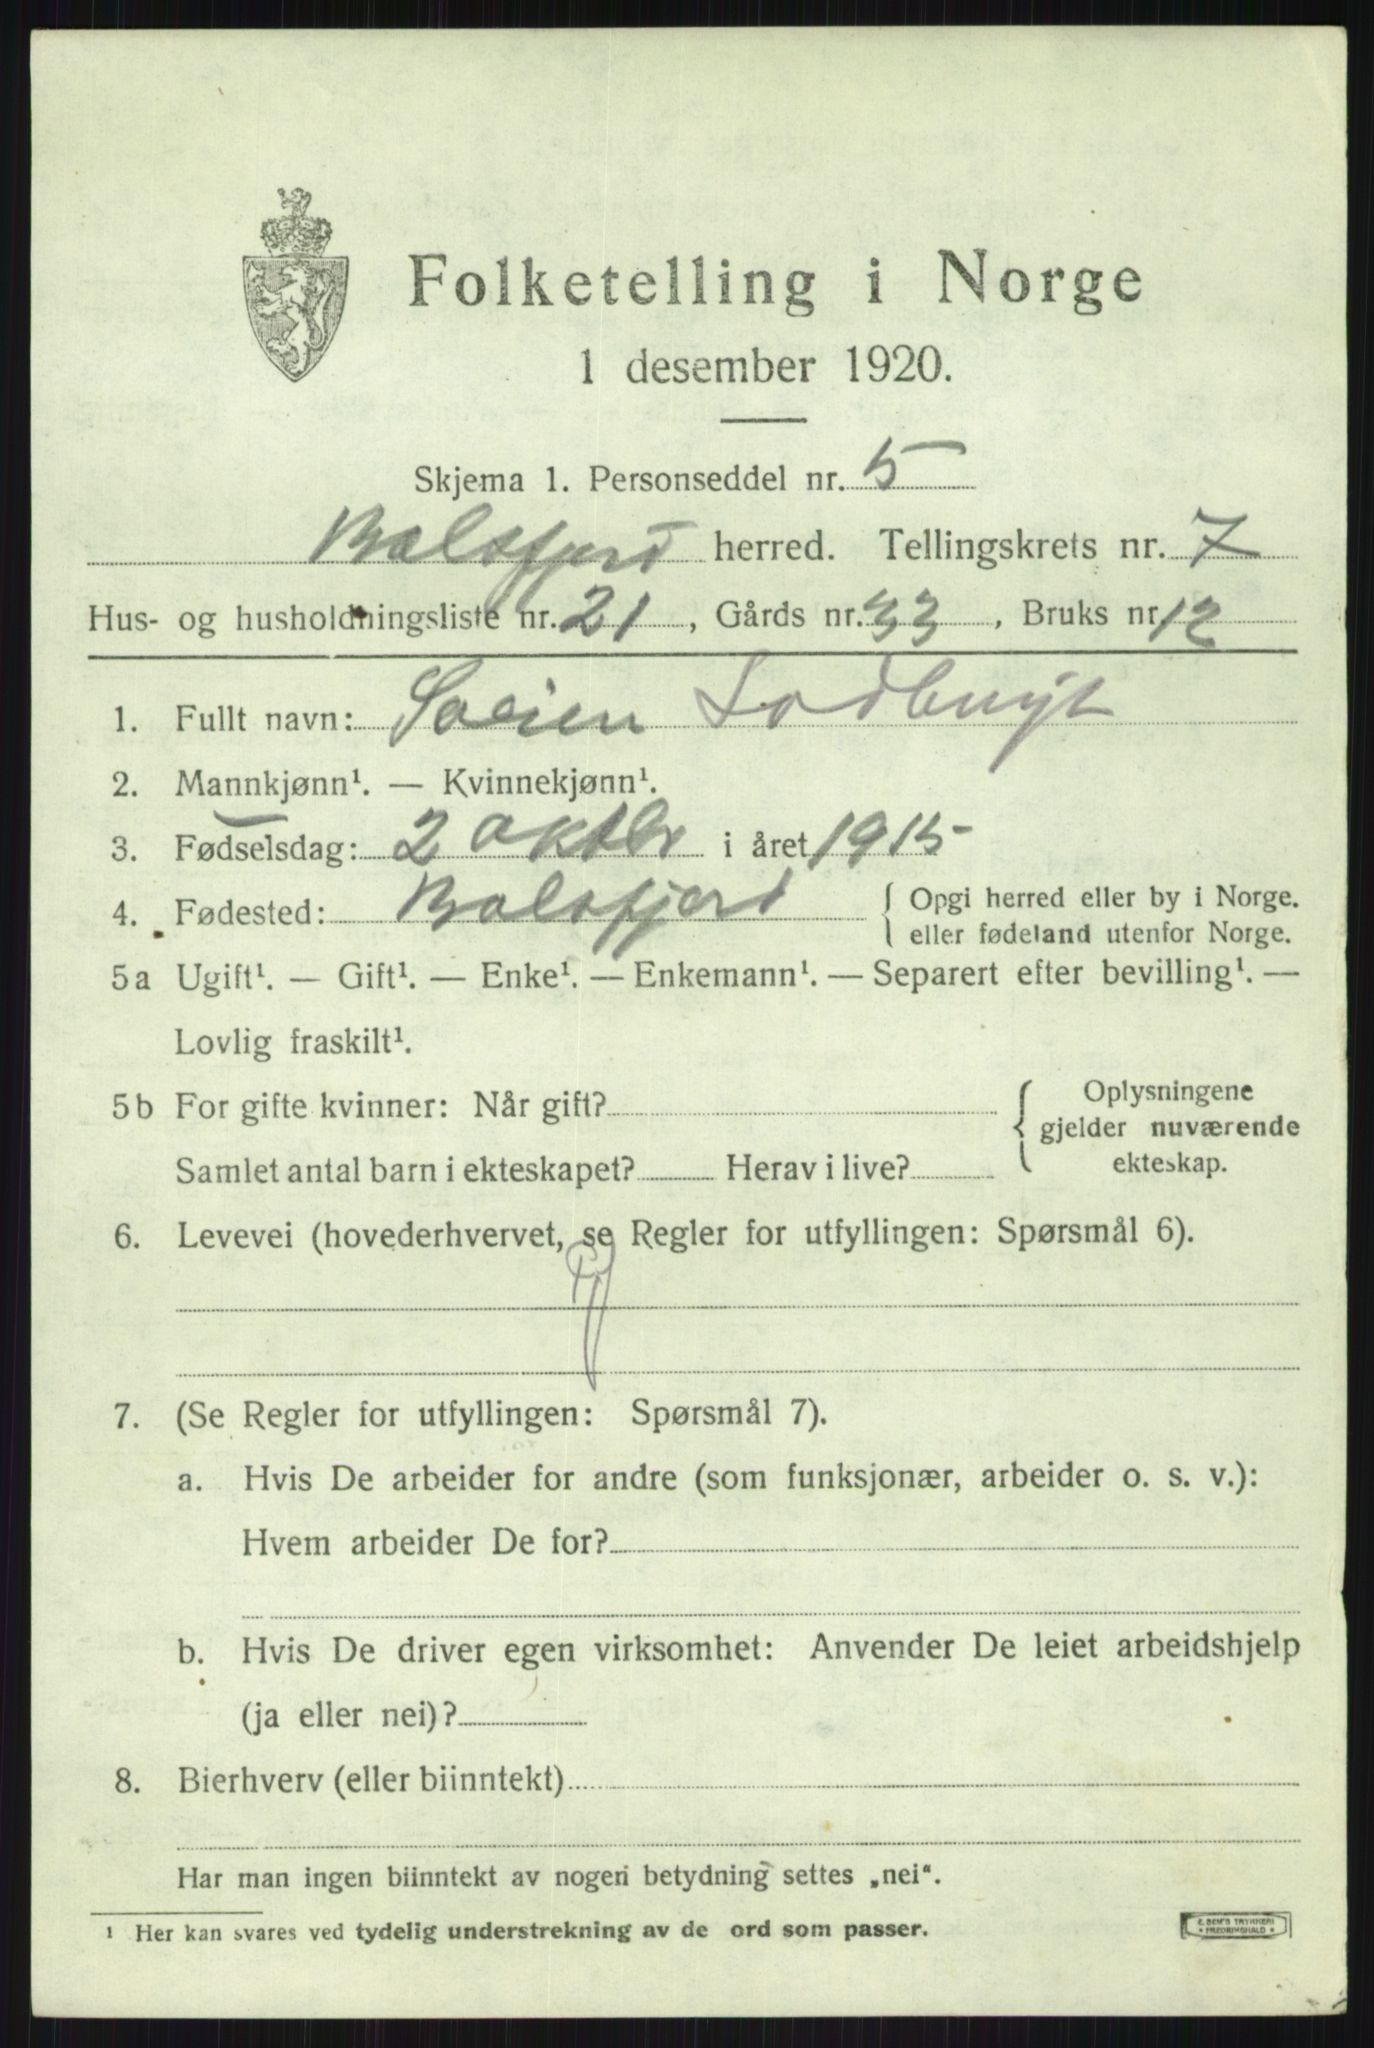 Folketelling i Norge
1 desember 1920.
Skjema 1. Personseddel nr. 5
Balsfjord herred. Tellingskrets nr. 7
Hus- og husholdningsliste nr. 21, Gårds nr. 33, Bruks nr. 12
1. Fullt navn:
2. Mannkjønn¹. — Kvinnekjønn¹.
3. Fødselsdag: 2 oktbr i året 1915
4. Fødested: Balsfjord { Opgi herred eller by i Norge.
eller fødeland utenfor Norge.
5a Ugift¹. — Gift¹. — Enke¹. — Enkemann¹. — Separert efter bevilling¹. —
Lovlig fraskilt¹.
5b For gifte kvinner: Når gift? { Oplysningene
gjelder nuværende
Samlet antal barn i ekteskapet? Herav i live? ekteskap.
6. Levevei (hovederhvervet, se Regler for utfyllingen: Spørsmål 6).
7. (Se Regler for utfyllingen: Spørsmål 7).
a. Hvis De arbeider for andre (som funksjonær, arbeider o. s. v.):
Hvem arbeider De for?
b. Hvis De driver egen virksomhet: Anvender De leiet arbeidshjelp
(ja eller nei)?
8. Bierhverv (eller biinntekt)
Har man ingen biinntekt av nogen betydning settes „nei“.
¹ Her kan svares ved tydelig understrekning av de ord som passer.
E. SEM'S TRYKKERI
• FREDRIKSHALD •